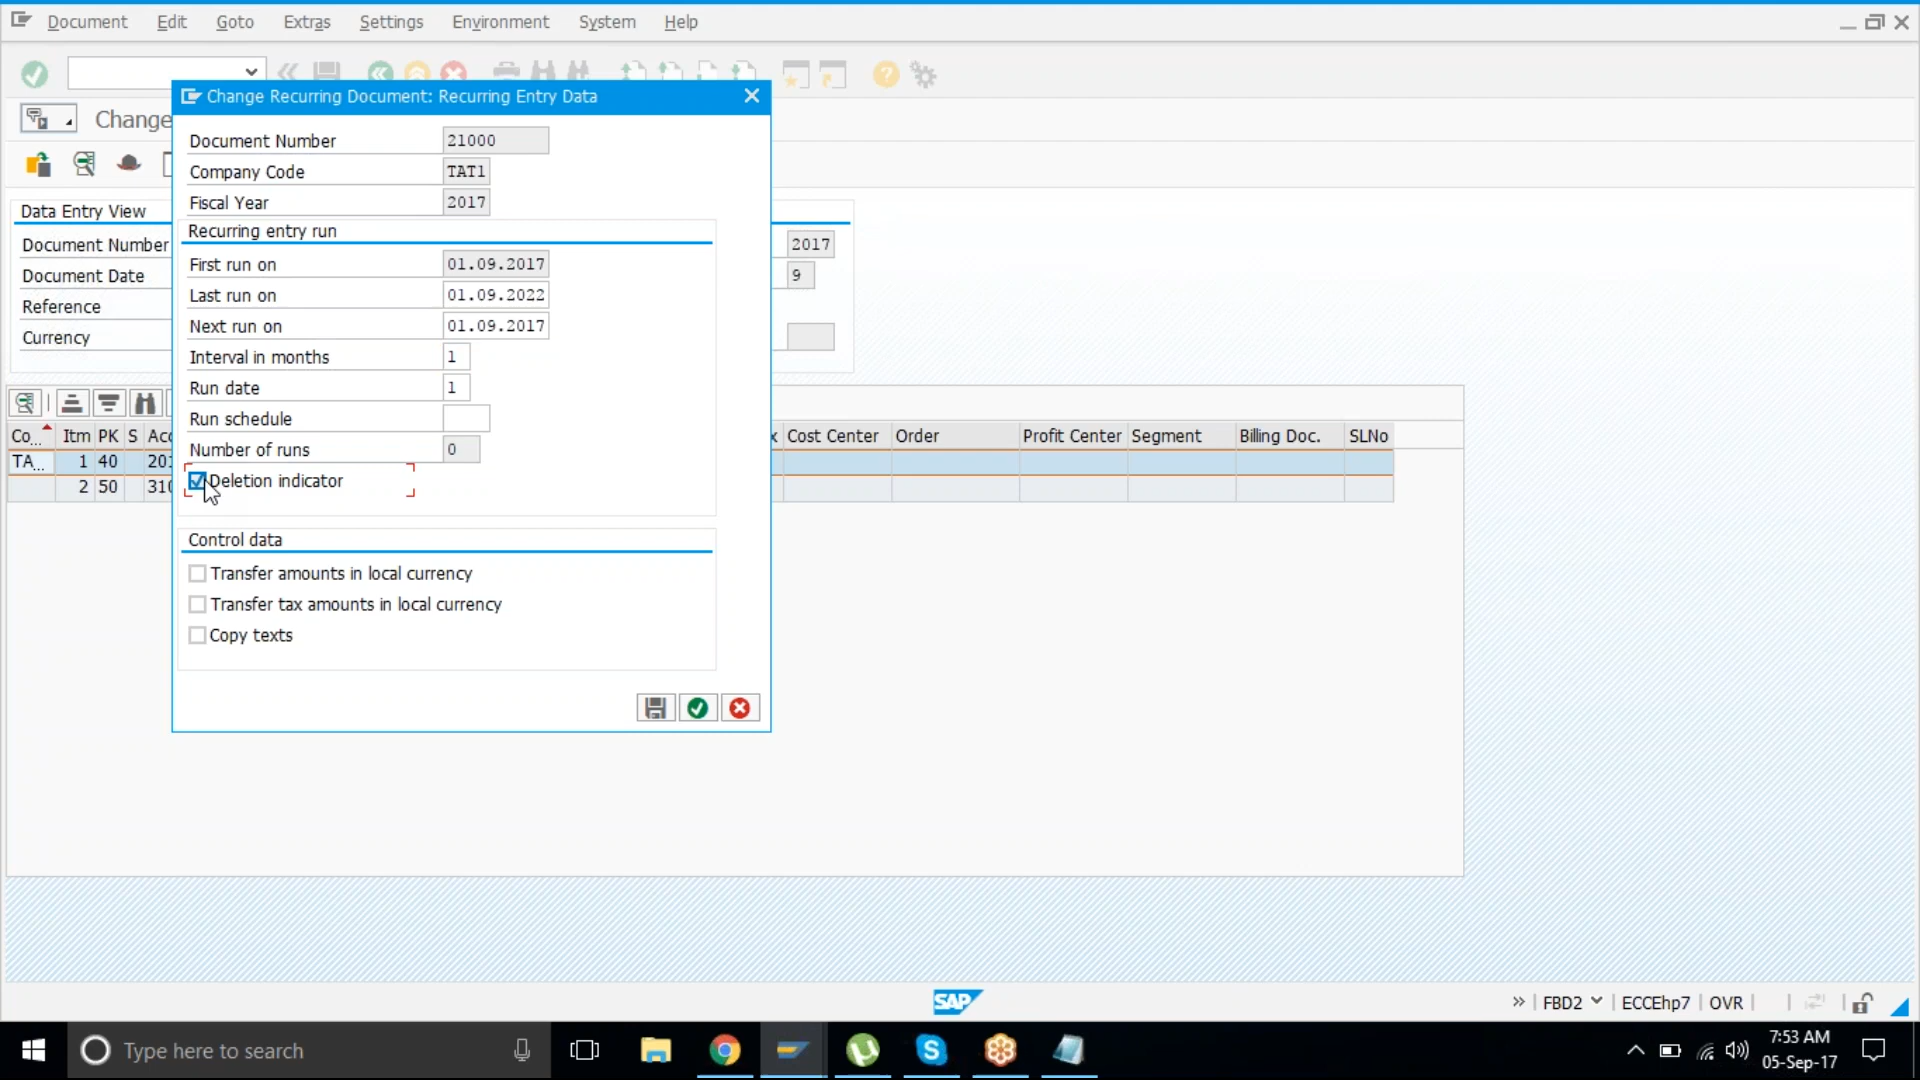 Document Edit Goto Extras Settings Environment System Help
Change Recurring Document: Recurring Entry Data
Change
Document Number 21000
Company Code TAT1
Fiscal Year 2017
Recurring entry run
First run on 01.09.2017
Last run on 01.09.2022
Next run on 01.09.2017
Interval in months 1
Run date 1
Run schedule
Number of runs 0
Deletion indicator
Control data
Transfer amounts in local currency
Transfer tax amounts in local currency
Copy texts
Data Entry View
Document Number 2017
Document Date 9
Reference
Currency
Co... Itm PK S Acc x Cost Center Order Profit Center Segment Billing Doc. SLNo
TA... 1 40 201
2 50 310
SAP
FBD2 ECCEhp7 OVR
Type here to search
7:53 AM
05-Sep-17